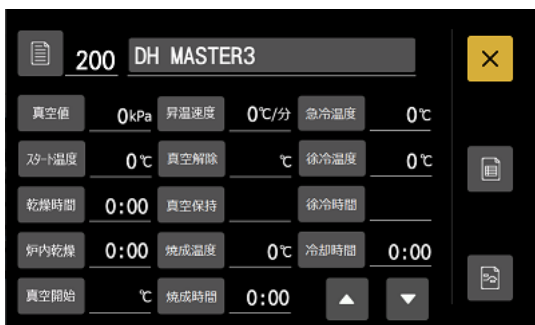 200 DH MASTER3
真空値 0kPa 昇温速度 0℃/分 急冷温度 0℃
スタート温度 0℃ 真空解除 ℃ 徐冷温度 0℃
乾燥時間 0:00 真空保持 徐冷時間
炉内乾燥 0:00 焼成温度 0℃ 冷却時間 0:00
真空開始 ℃ 焼成時間 0:00